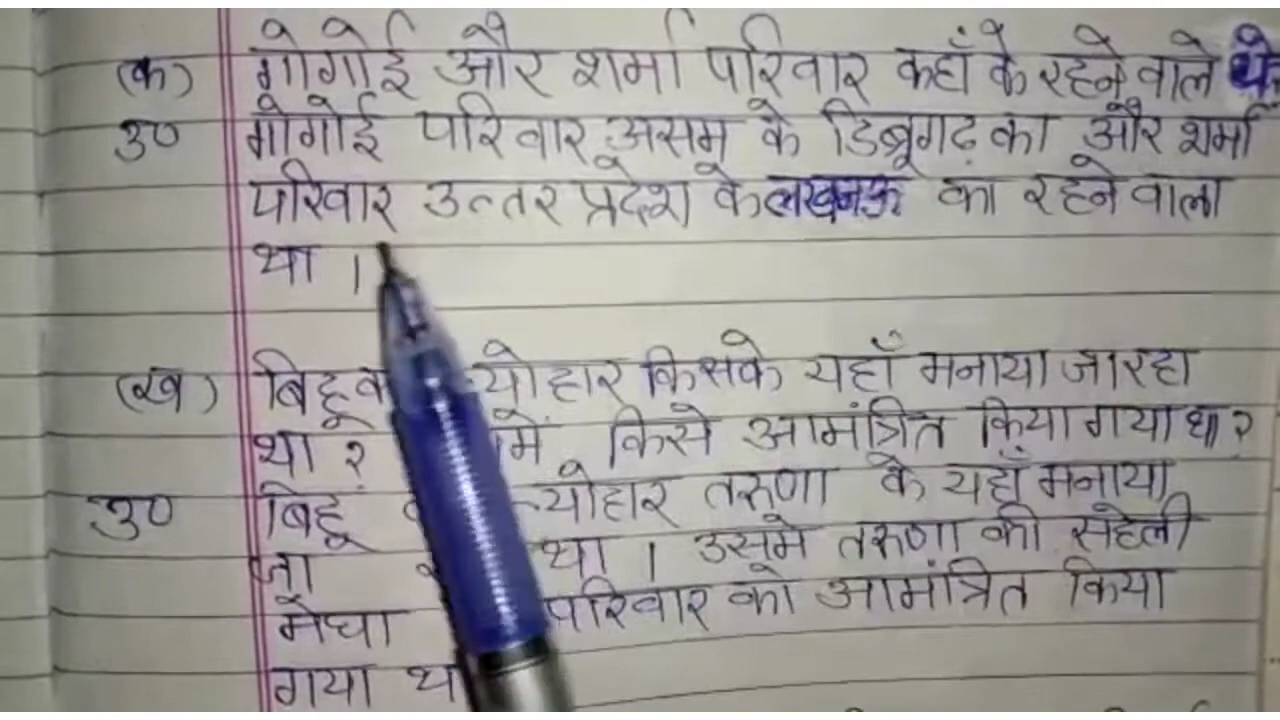 (क) गोगोई और शर्मा परिवार कहाँ के रहने वाले थे
उ० गोगोई परिवार असम के डिब्रूगढ़ का और शर्मा
परिवार उत्तर प्रदेश के लखनऊ का रहने वाला
था।
(ख) बिहू त्योहार किसके यहाँ मनाया जा रहा
था? किसे आमंत्रित किया गया था?
उ० बिहू त्योहार तरुणा के यहाँ मनाया
जा था। उसमे तरुणा की सहेली
मेघा परिवार को आमंत्रित किया
गया